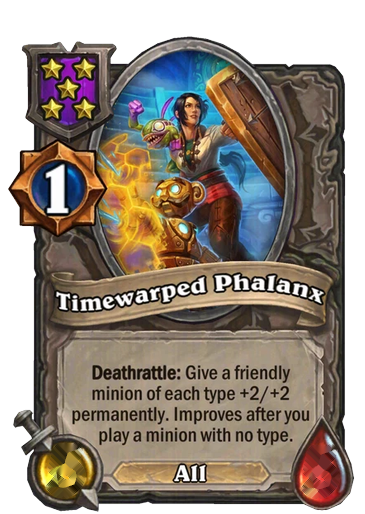 1
Timewarped Phalanx
Deathrattle: Give a friendly
minion of each type +2/+2
permanently. Improves after you
play a minion with no type.
All